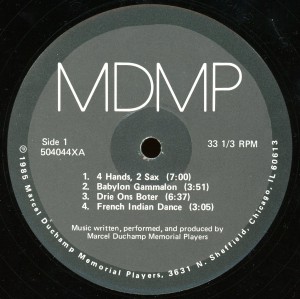 MDMP
Side 1
504044XA
33 1/3 RPM
1. 4 Hands, 2 Sax (7:00)
2. Babylon Gammalon (3:51)
3. Drie Ons Boter (6:37)
4. French Indian Dance (3:05)
Music written, performed, and produced by
Marcel Duchamp Memorial Players
© 1985 Marcel Duchamp Memorial Players, 3631 N. Sheffield, Chicago, IL 60613